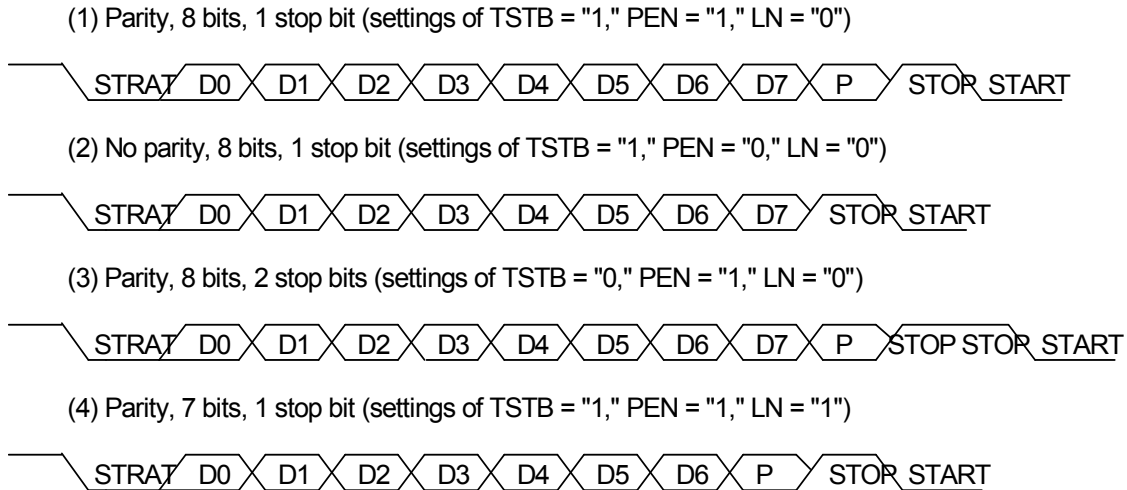 (1) Parity, 8 bits, 1 stop bit (settings of TSTB = "1," PEN = "1," LN = "0")
STRAT D0 D1 D2 D3 D4 D5 D6 D7 P STOP START
(2) No parity, 8 bits, 1 stop bit (settings of TSTB = "1," PEN = "0," LN = "0")
STRAT D0 D1 D2 D3 D4 D5 D6 D7 STOP START
(3) Parity, 8 bits, 2 stop bits (settings of TSTB = "0," PEN = "1," LN = "0")
STRAT D0 D1 D2 D3 D4 D5 D6 D7 P STOP STOP START
(4) Parity, 7 bits, 1 stop bit (settings of TSTB = "1," PEN = "1," LN = "1")
STRAT D0 D1 D2 D3 D4 D5 D6 P STOP START